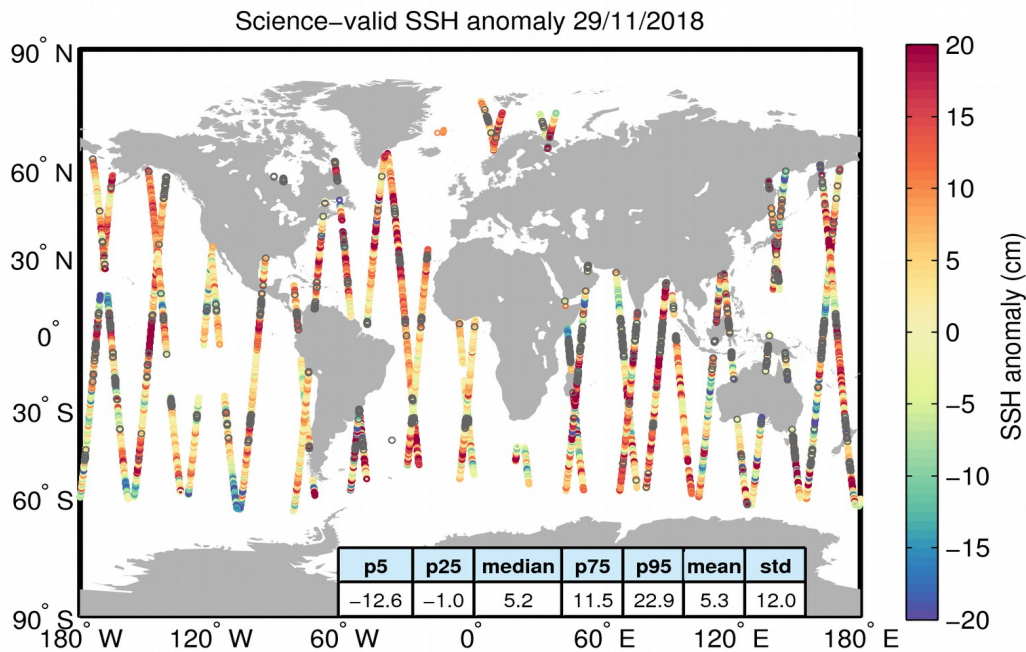 Science−valid SSH anomaly 29/11/2018
90° N
60° N
30° N
0°
30° S
60° S
90° S
180° W
120° W
60° W
0°
60° E
120° E
180° E
p5 p25 median p75 p95 mean std
−12.6 −1.0 5.2 11.5 22.9 5.3 12.0
20
15
10
5
0
−5
−10
−15
−20
SSH anomaly (cm)